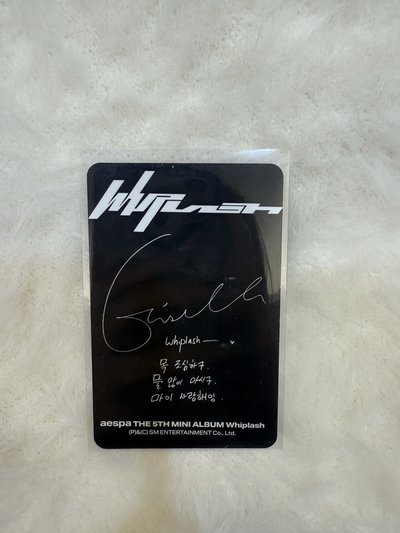 Whiplash
Giselle
Whiplash
목 조심하구.
물 많이 마시구.
마이 사랑해잉.
aespa THE 5TH MINI ALBUM Whiplash
(P)&(C) SM ENTERTAINMENT Co., Ltd.